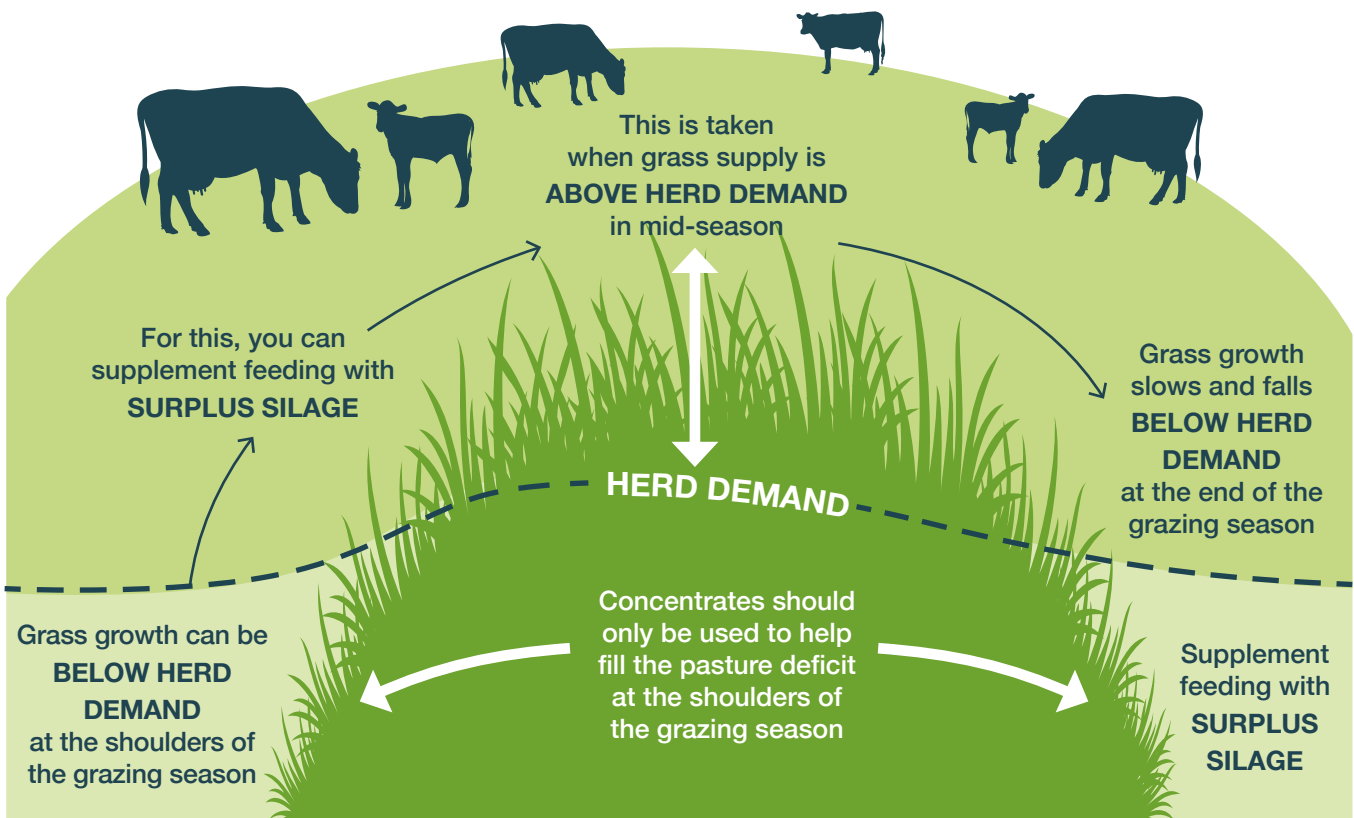 This is taken
when grass supply is
ABOVE HERD DEMAND
in mid-season
For this, you can
supplement feeding with
SURPLUS SILAGE
Grass growth
slows and falls
BELOW HERD
DEMAND
at the end of the
grazing season
HERD DEMAND
Grass growth can be
BELOW HERD
DEMAND
at the shoulders of
the grazing season
Concentrates should
only be used to help
fill the pasture deficit
at the shoulders of
the grazing season
Supplement
feeding with
SURPLUS
SILAGE